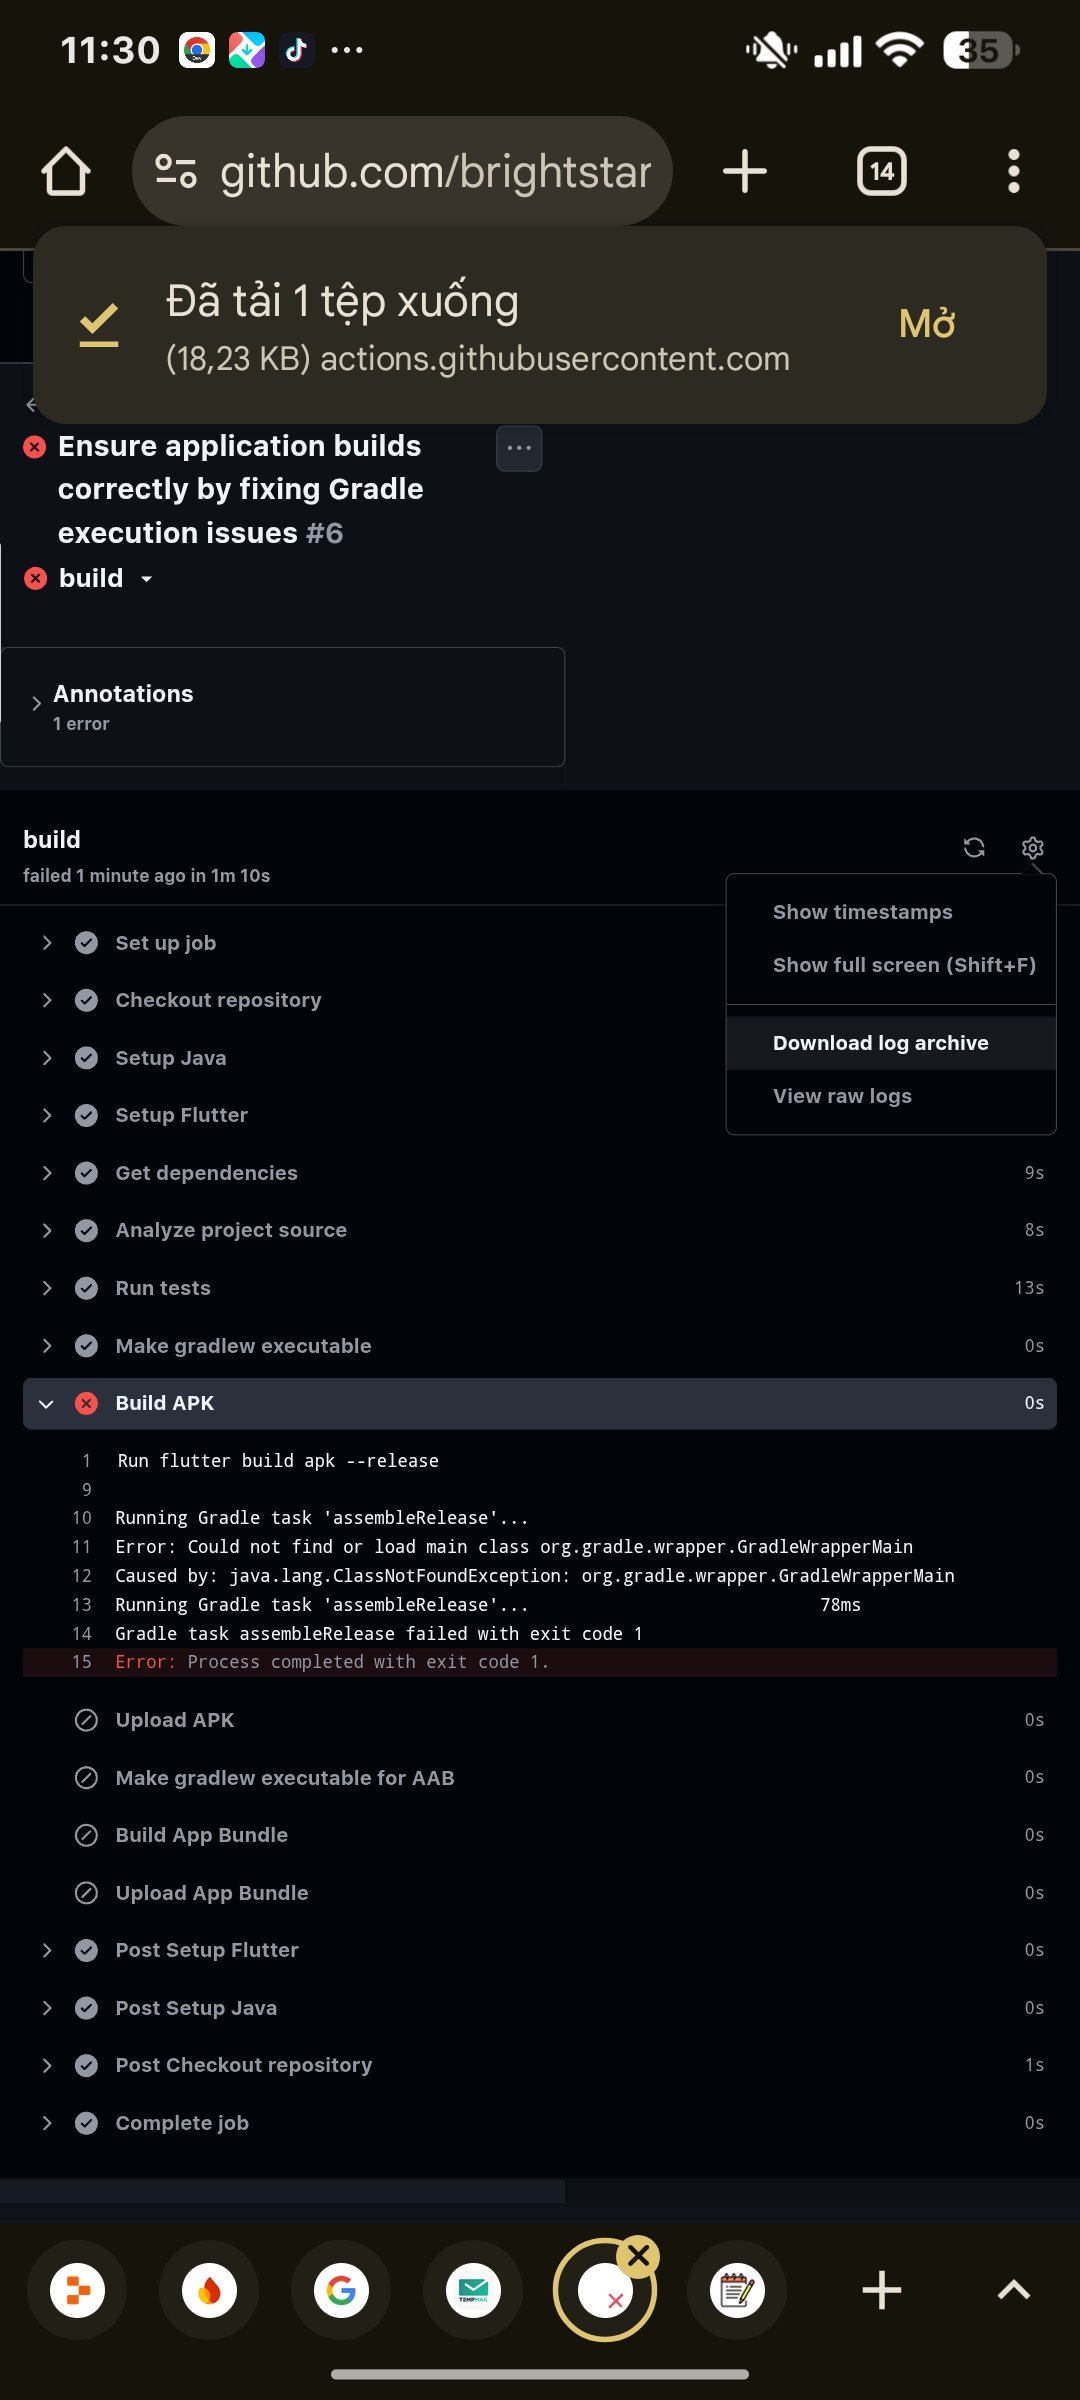 11:30
35
github.com/brightstar
14
Đã tải 1 tệp xuống
(18,23 KB) actions.githubusercontent.com
Mở
Ensure application builds
correctly by fixing Gradle
execution issues #6
build
Annotations
1 error
build
failed 1 minute ago in 1m 10s
Show timestamps
Show full screen (Shift+F)
Download log archive
View raw logs
Set up job
Checkout repository
Setup Java
Setup Flutter
Get dependencies 9s
Analyze project source 8s
Run tests 13s
Make gradlew executable 0s
Build APK 0s
1 Run flutter build apk --release
9
10 Running Gradle task 'assembleRelease'...
11 Error: Could not find or load main class org.gradle.wrapper.GradleWrapperMain
12 Caused by: java.lang.ClassNotFoundException: org.gradle.wrapper.GradleWrapperMain
13 Running Gradle task 'assembleRelease'... 78ms
14 Gradle task assembleRelease failed with exit code 1
15 Error: Process completed with exit code 1.
Upload APK 0s
Make gradlew executable for AAB 0s
Build App Bundle 0s
Upload App Bundle 0s
Post Setup Flutter 0s
Post Setup Java 0s
Post Checkout repository 1s
Complete job 0s
TEMPMAIL